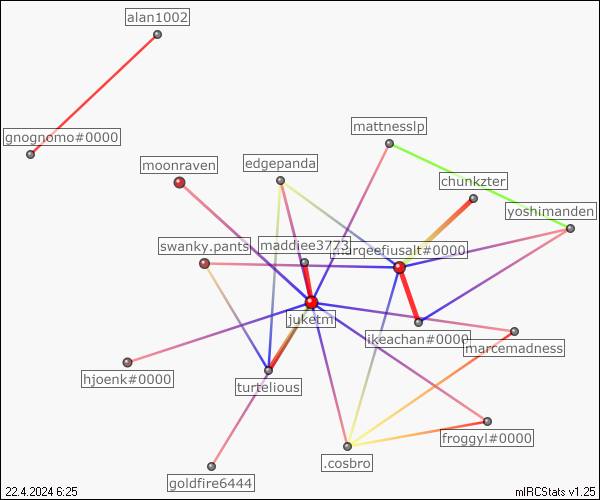 alan1002
gnognomo#0000
mattnesslp
moonraven
edgepanda
chunkzter
yoshimanden
swanky.pants
maddiee3773
marqeefiusalt#0000
juketm
ikeachan#0000
marcemadness
hjoenk#0000
turtelious
froggyl#0000
.cosbro
goldfire6444
22.4.2024 6:25
mIRCStats v1.25